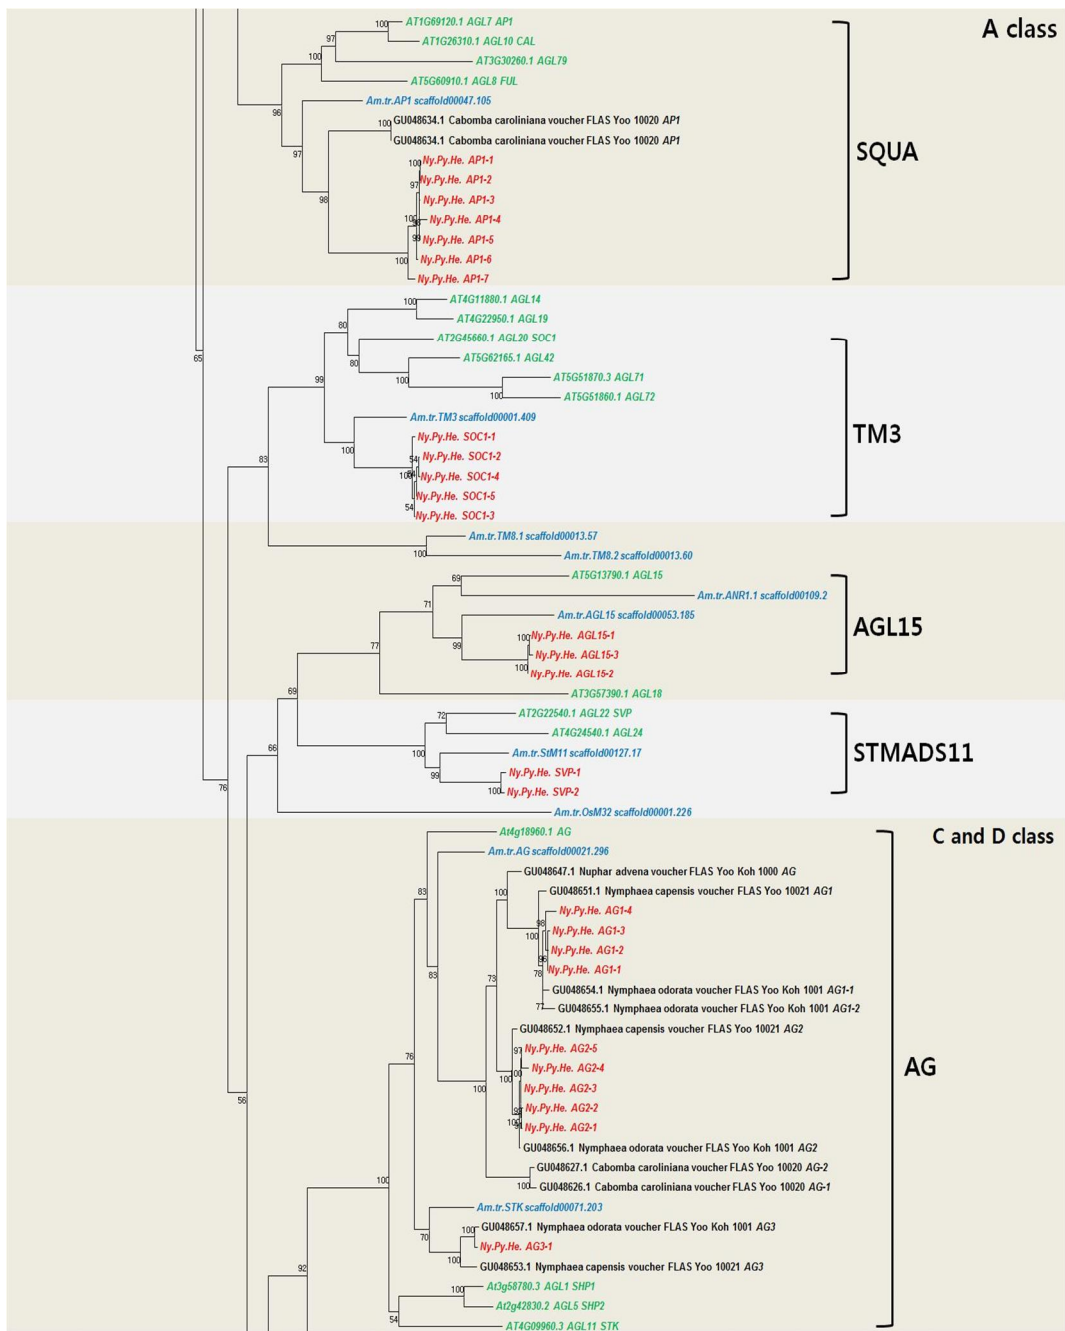 A class
100 AT1G69120.1 AGL7 AP1
97 AT1G26310.1 AGL10 CAL
100 AT3G30260.1 AGL79
AT5G60910.1 AGL8 FUL
96 Am.tr.AP1 scaffold00047.105
100 GU048634.1 Cabomba caroliniana voucher FLAS Yoo 10020 AP1
97 GU048634.1 Cabomba caroliniana voucher FLAS Yoo 10020 AP1
SQUA
100 Ny.Py.He. AP1-1
97 Ny.Py.He. AP1-2
98 Ny.Py.He. AP1-3
100 Ny.Py.He. AP1-4
99 Ny.Py.He. AP1-5
100 Ny.Py.He. AP1-6
Ny.Py.He. AP1-7
100 AT4G11880.1 AGL14
80 AT4G22950.1 AGL19
AT2G45660.1 AGL20 SOC1
65 80 AT5G62165.1 AGL42
99 100 AT5G51870.3 AGL71
100 AT5G51860.1 AGL72
Am.tr.TM3 scaffold00001.409
TM3
Ny.Py.He. SOC1-1
83 100 54 Ny.Py.He. SOC1-2
100 Ny.Py.He. SOC1-4
Ny.Py.He. SOC1-5
54 Ny.Py.He. SOC1-3
Am.tr.TM8.1 scaffold00013.57
100 Am.tr.TM8.2 scaffold00013.60
69 AT5G13790.1 AGL15
71 Am.tr.ANR1.1 scaffold00109.2
Am.tr.AGL15 scaffold00053.185
AGL15
77 99 100 Ny.Py.He. AGL15-1
Ny.Py.He. AGL15-3
100 Ny.Py.He. AGL15-2
69 AT3G57390.1 AGL18
72 AT2G22540.1 AGL22 SVP
AT4G24540.1 AGL24
66 100 Am.tr.StM11 scaffold00127.17
STMADS11
99 Ny.Py.He. SVP-1
76 100 Ny.Py.He. SVP-2
Am.tr.OsM32 scaffold00001.226
C and D class
At4g18960.1 AG
Am.tr.AG scaffold00021.296
GU048647.1 Nuphar advena voucher FLAS Yoo Koh 1000 AG
83 100 GU048651.1 Nymphaea capensis voucher FLAS Yoo 10021 AG1
Ny.Py.He. AG1-4
98 Ny.Py.He. AG1-3
100 Ny.Py.He. AG1-2
96 Ny.Py.He. AG1-1
83 73 78 GU048654.1 Nymphaea odorata voucher FLAS Yoo Koh 1001 AG1-1
77 GU048655.1 Nymphaea odorata voucher FLAS Yoo Koh 1001 AG1-2
GU048652.1 Nymphaea capensis voucher FLAS Yoo 10021 AG2
76 97 Ny.Py.He. AG2-5
100 100 Ny.Py.He. AG2-4
AG
100 Ny.Py.He. AG2-3
56 Ny.Py.He. AG2-2
100 Ny.Py.He. AG2-1
GU048656.1 Nymphaea odorata voucher FLAS Yoo Koh 1001 AG2
GU048627.1 Cabomba caroliniana voucher FLAS Yoo 10020 AG-2
100 100 GU048626.1 Cabomba caroliniana voucher FLAS Yoo 10020 AG-1
Am.tr.STK scaffold00071.203
100 GU048657.1 Nymphaea odorata voucher FLAS Yoo Koh 1001 AG3
70 Ny.Py.He. AG3-1
GU048653.1 Nymphaea capensis voucher FLAS Yoo 10021 AG3
92 100 At3g58780.3 AGL1 SHP1
At2g42830.2 AGL5 SHP2
54 AT4G09960.3 AGL11 STK